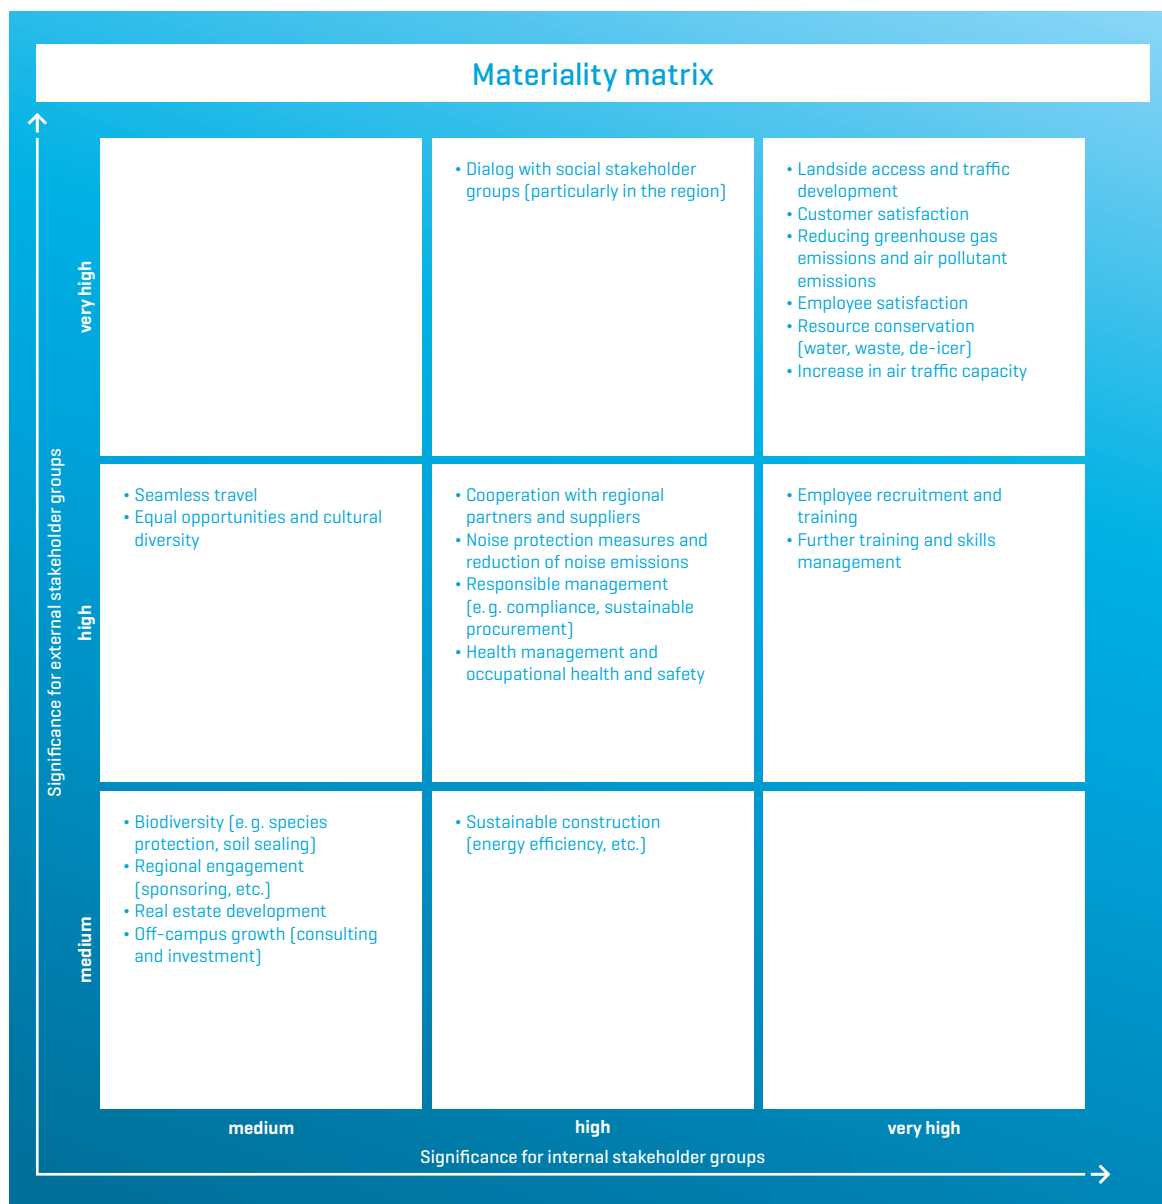 Materiality matrix
Significance for external stakeholder groups
very high
• Dialog with social stakeholder
groups (particularly in the region)
• Landside access and traffic
development
• Customer satisfaction
• Reducing greenhouse gas
emissions and air pollutant
emissions
• Employee satisfaction
• Resource conservation
(water, waste, de-icer)
• Increase in air traffic capacity
high
• Seamless travel
• Equal opportunities and cultural
diversity
• Cooperation with regional
partners and suppliers
• Noise protection measures and
reduction of noise emissions
• Responsible management
(e. g. compliance, sustainable
procurement)
• Health management and
occupational health and safety
• Employee recruitment and
training
• Further training and skills
management
medium
• Biodiversity (e. g. species
protection, soil sealing)
• Regional engagement
(sponsoring, etc.)
• Real estate development
• Off-campus growth (consulting
and investment)
• Sustainable construction
(energy efficiency, etc.)
medium
high
very high
Significance for internal stakeholder groups